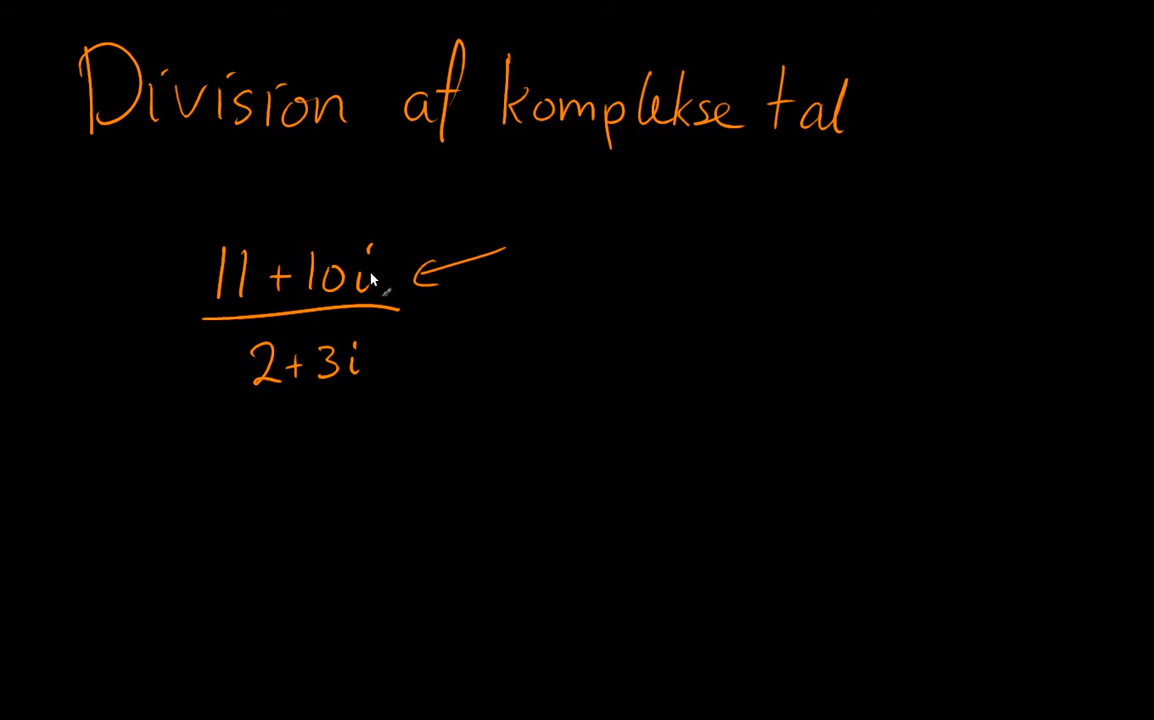 Division af komplekse tal
11 + 10i
2 + 3i